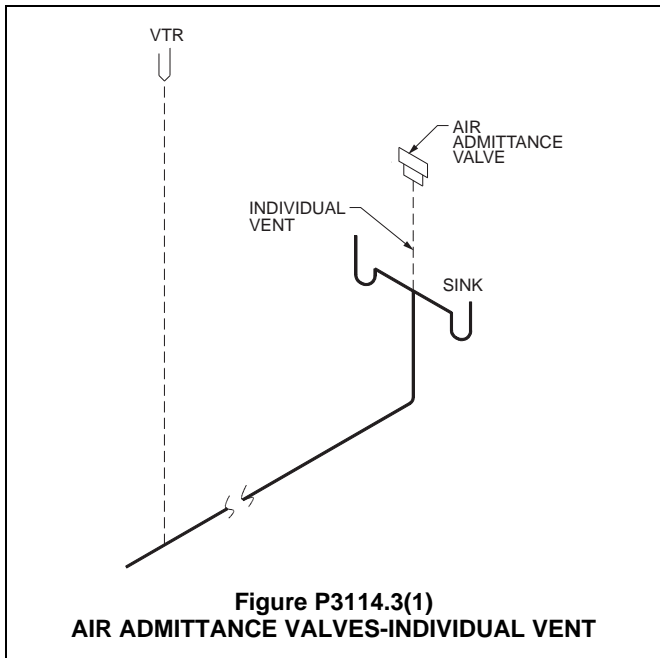 VTR
AIR
ADMITTANCE
VALVE
INDIVIDUAL
VENT
SINK
Figure P3114.3(1)
AIR ADMITTANCE VALVES-INDIVIDUAL VENT